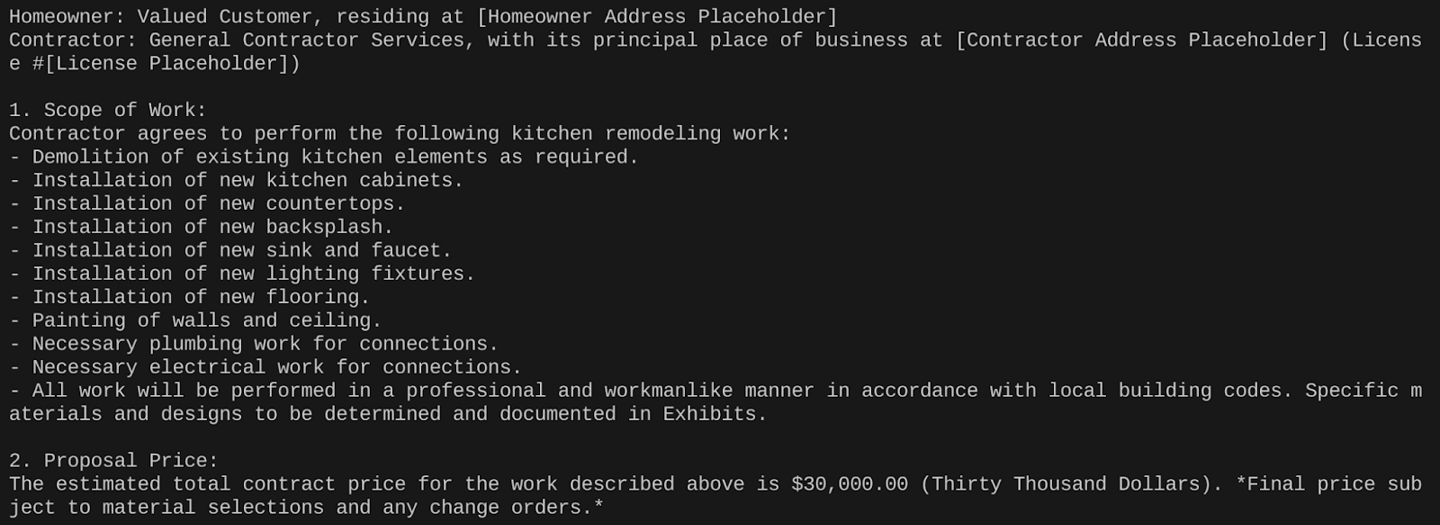 Homeowner: Valued Customer, residing at [Homeowner Address Placeholder]
Contractor: General Contractor Services, with its principal place of business at [Contractor Address Placeholder] (Licens
e #[License Placeholder])

1. Scope of Work:
Contractor agrees to perform the following kitchen remodeling work:
- Demolition of existing kitchen elements as required.
- Installation of new kitchen cabinets.
- Installation of new countertops.
- Installation of new backsplash.
- Installation of new sink and faucet.
- Installation of new lighting fixtures.
- Installation of new flooring.
- Painting of walls and ceiling.
- Necessary plumbing work for connections.
- Necessary electrical work for connections.
- All work will be performed in a professional and workmanlike manner in accordance with local building codes. Specific m
aterials and designs to be determined and documented in Exhibits.

2. Proposal Price:
The estimated total contract price for the work described above is $30,000.00 (Thirty Thousand Dollars). *Final price sub
ject to material selections and any change orders.*